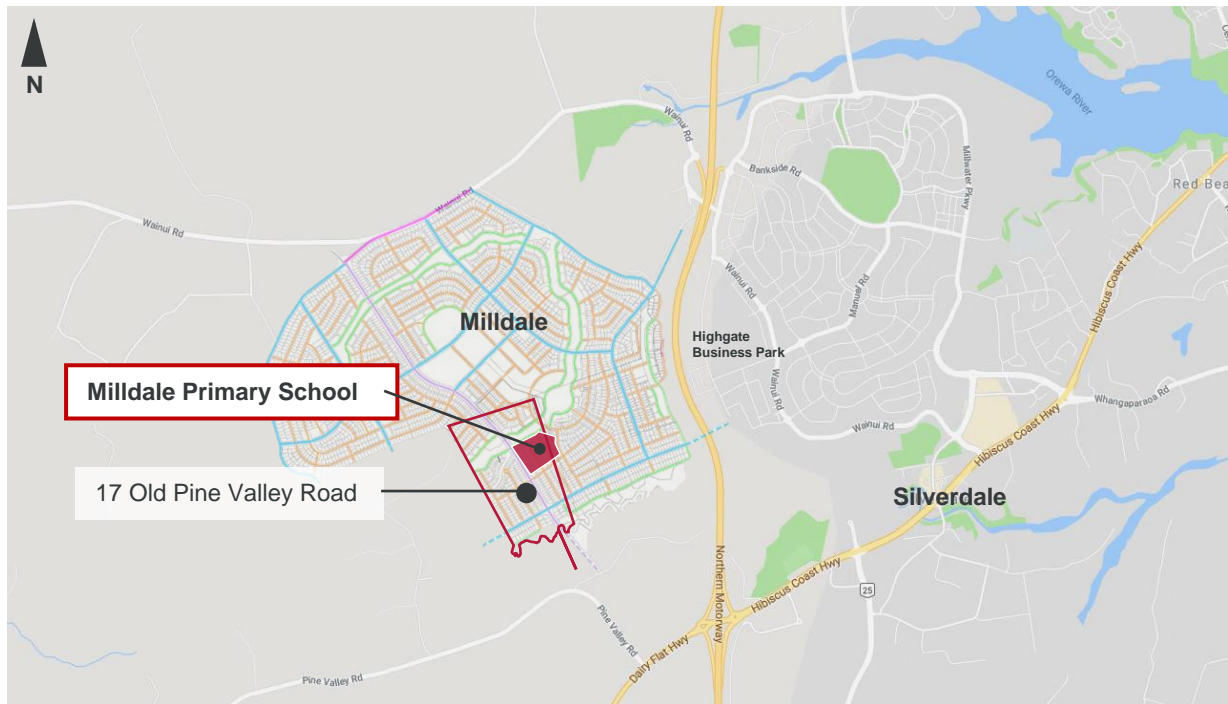 N
Orewa River
Wainui Rd
Bankside Rd
Millwater Pkwy
Red Bea
Wainui Rd
Wainui Rd
Wainui Rd
Manuel Rd
Hibiscus Coast Hwy
Milldale
Highgate
Business Park
Milldale Primary School
Wainui Rd
Whangaparaoa Rd
Wainui Rd
Hibiscus Coast Hwy
17 Old Pine Valley Road
Silverdale
Northern Motorway
Hibiscus Coast Hwy
25
Pine Valley Rd
Dairy Flat Hwy
Pine Valley Rd